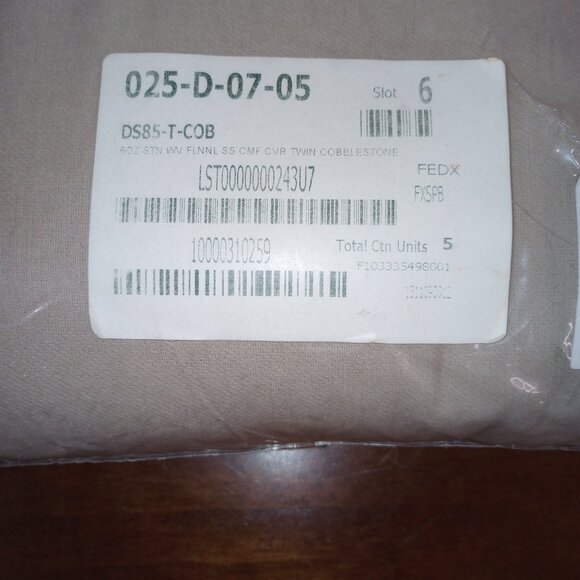 025-D-07-05
Slot 6
DS85-T-COB
6OZ STN WV FLNNL SS CMF CVR TWIN COBBLESTONE
LST0000000243U7
FEDX
FXSPB
10000310259
Total Ctn Units 5
F103335498001